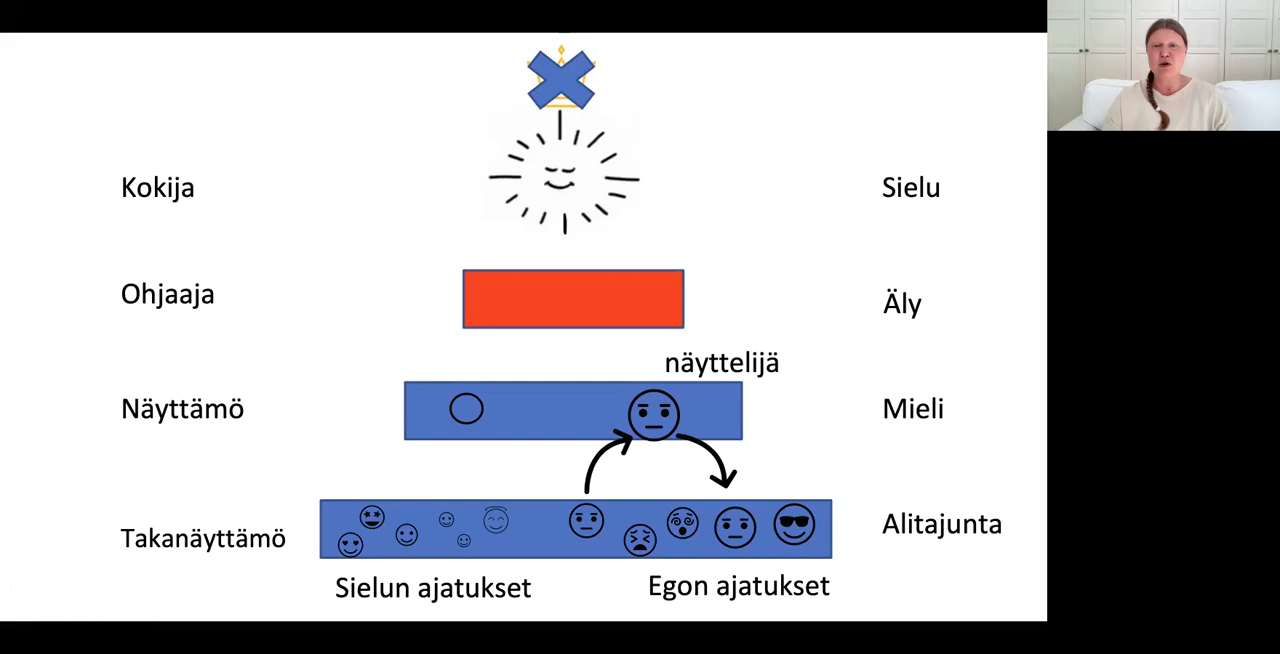 Kokija
Sielu
Ohjaaja
Äly
näyttelijä
Näyttämö
Mieli
Takanäyttämö
Alitajunta
Sielun ajatukset
Egon ajatukset